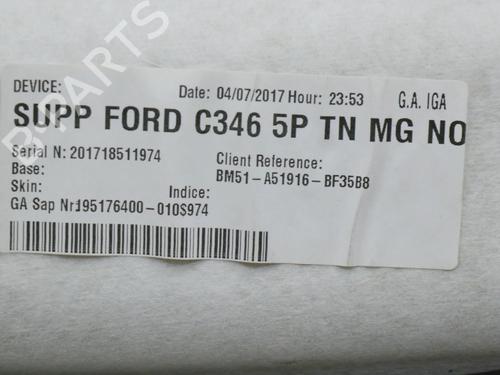 DEVICE: Date: 04/07/2017 Hour: 23:53 G.A. IGA
SUPP FORD C346 5P TN MG NO
Serial N: 201718511974 Client Reference:
Base: BM51-A51916-BF35B8
Skin: Indice:
GA Sap Nr:195176400-010S974
B-PARTS